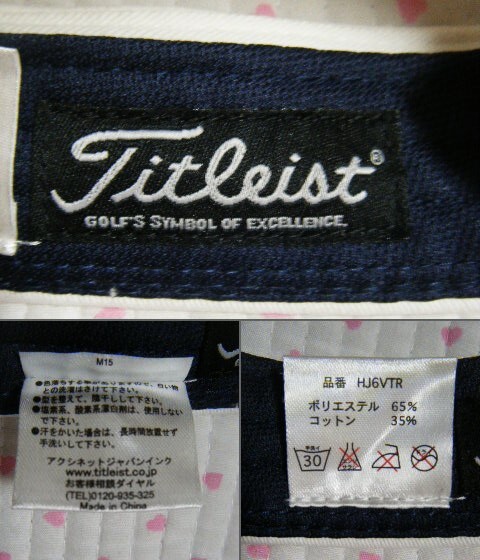 Titleist®
GOLF'S SYMBOL OF EXCELLENCE.
M15
との洗濯はさけて下さい。
●型を整えて、陰干しして下さい。
●塩素系、酸素系漂白剤は、使用しない
で下さい。
●汗をかいた場合は、長時間放置せず
手洗いして下さい。
アクシネットジャパンインク
www.titleist.co.jp
お客様相談ダイヤル
(TEL)0120-935-325
Made in China
品番 HJ6VTR
ポリエステル 65%
コットン 35%
30